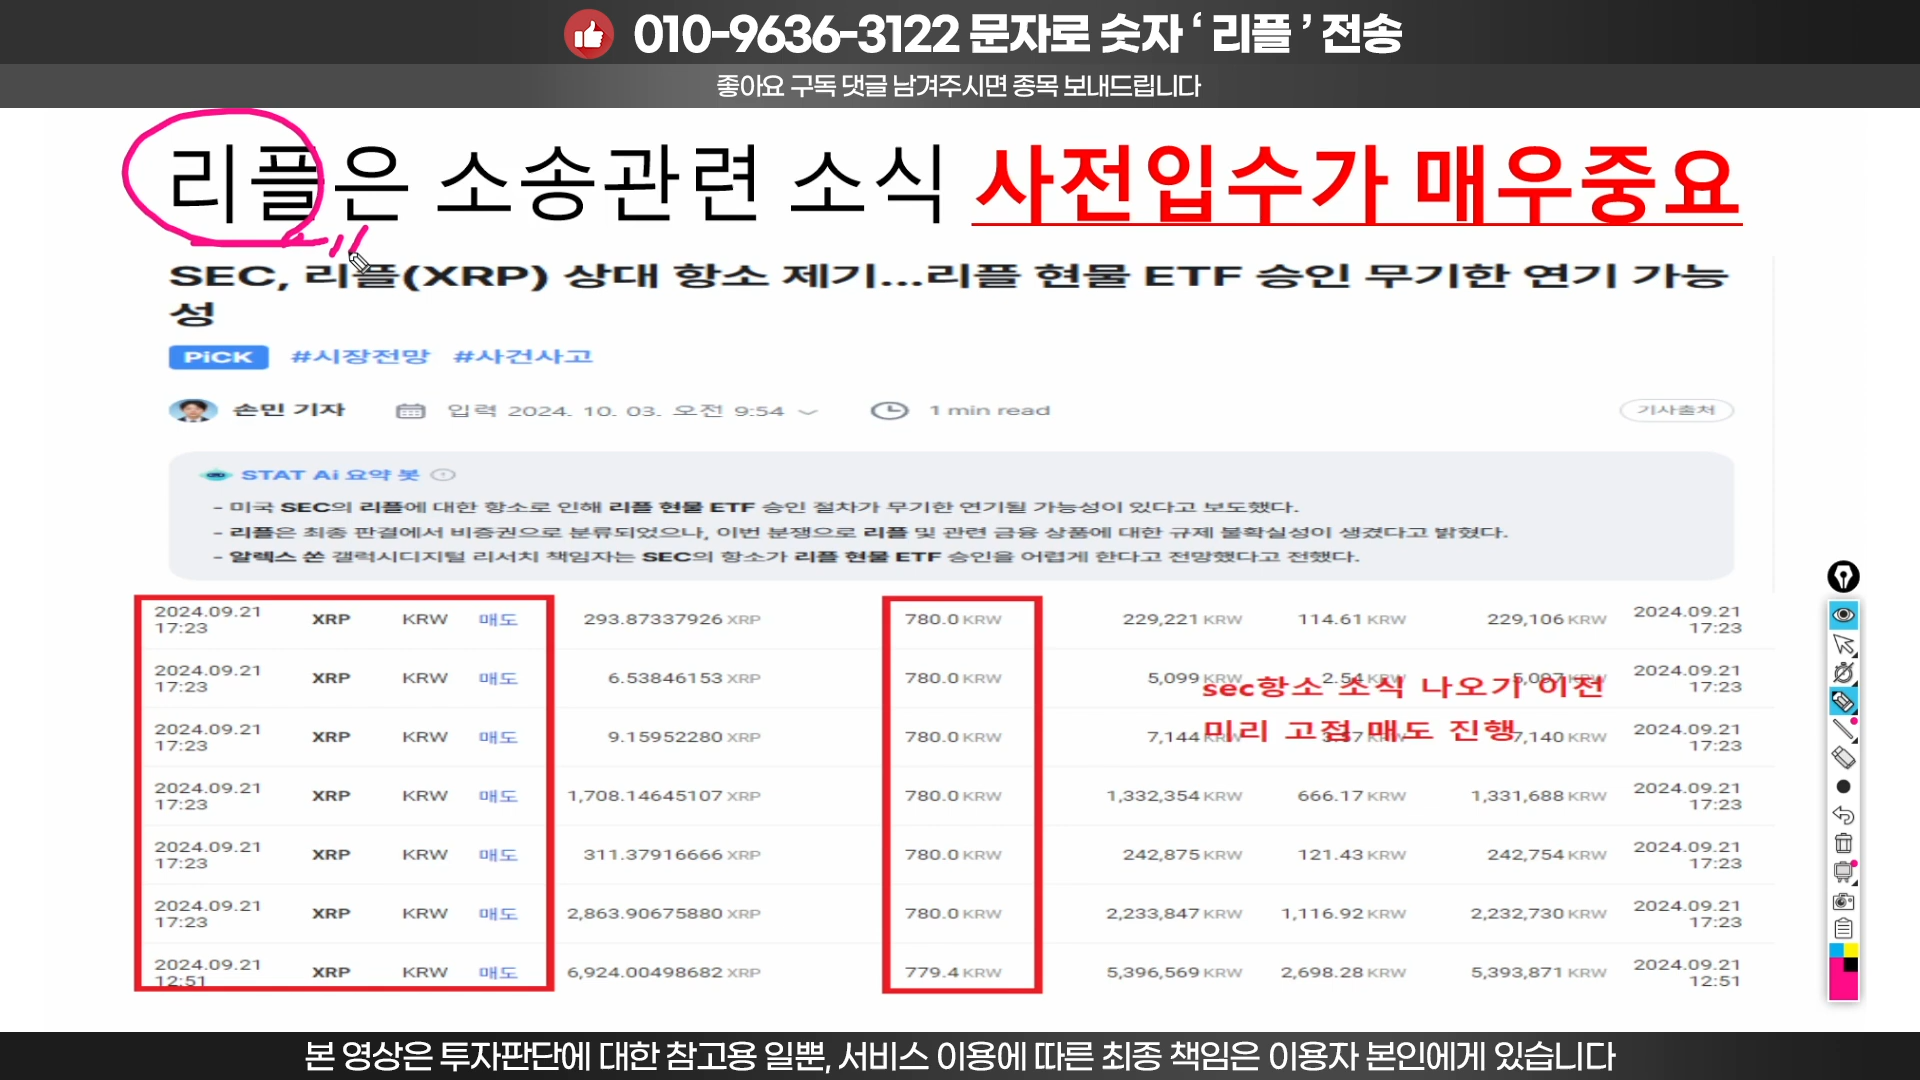 010-9636-3122 문자로 숫자 ‘ 리플 ’ 전송
좋아요 구독 댓글 남겨주시면 종목 보내드립니다
리플은 소송관련 소식 사전입수가 매우중요
SEC, 리플(XRP) 상대 항소 제기...리플 현물 ETF 승인 무기한 연기 가능
성
PiCK #시장전망 #사건사고
손민 기자 입력 2024. 10. 03. 오전 9:54 1 min read 기사출처
STAT Ai 요약 봇
- 미국 SEC의 리플에 대한 항소로 인해 리플 현물 ETF 승인 절차가 무기한 연기될 가능성이 있다고 보도했다.
- 리플은 최종 판결에서 비증권으로 분류되었으나, 이번 분쟁으로 리플 및 관련 금융 상품에 대한 규제 불확실성이 생겼다고 밝혔다.
- 알렉스 쏜 갤럭시디지털 리서치 책임자는 SEC의 항소가 리플 현물 ETF 승인을 어렵게 한다고 전망했다고 전했다.
2024.09.21 17:23 XRP KRW 매도 293.87337926 XRP 780.0 KRW 229,221 KRW 114.61 KRW 229,106 KRW 2024.09.21 17:23
2024.09.21 17:23 XRP KRW 매도 6.53846153 XRP 780.0 KRW 5,099 KRW 2.54 KRW 5,097 KRW 2024.09.21 17:23
sec항소 소식 나오기 이전
2024.09.21 17:23 XRP KRW 매도 9.15952280 XRP 780.0 KRW 7,144 KRW 3.57 KRW 7,140 KRW 2024.09.21 17:23
미리 고점 매도 진행
2024.09.21 17:23 XRP KRW 매도 1,708.14645107 XRP 780.0 KRW 1,332,354 KRW 666.17 KRW 1,331,688 KRW 2024.09.21 17:23
2024.09.21 17:23 XRP KRW 매도 311.37916666 XRP 780.0 KRW 242,875 KRW 121.43 KRW 242,754 KRW 2024.09.21 17:23
2024.09.21 17:23 XRP KRW 매도 2,863.90675880 XRP 780.0 KRW 2,233,847 KRW 1,116.92 KRW 2,232,730 KRW 2024.09.21 17:23
2024.09.21 12:51 XRP KRW 매도 6,924.00498682 XRP 779.4 KRW 5,396,569 KRW 2,698.28 KRW 5,393,871 KRW 2024.09.21 12:51
본 영상은 투자판단에 대한 참고용 일뿐, 서비스 이용에 따른 최종 책임은 이용자 본인에게 있습니다